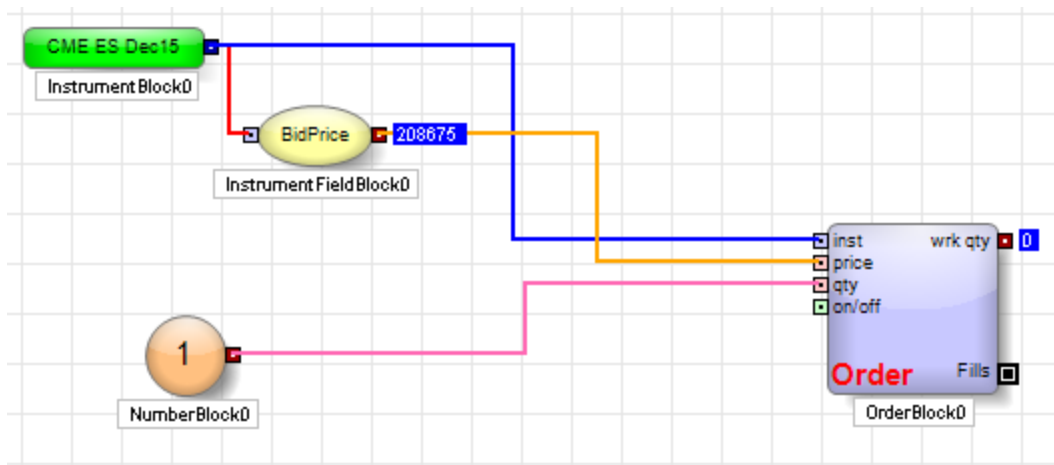 CME ES Dec15
InstrumentBlock0
BidPrice
208675
InstrumentFieldBlock0
inst
wrk qty
0
price
qty
on/off
1
Order
Fills
NumberBlock0
OrderBlock0